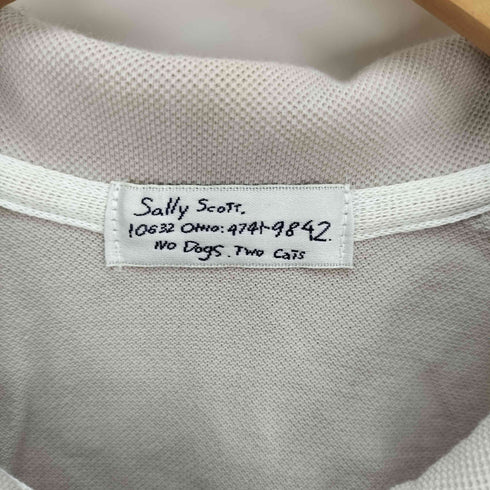 Sally Scott.
10632 OHIO: 4741-9842.
No Dogs. Two Cats